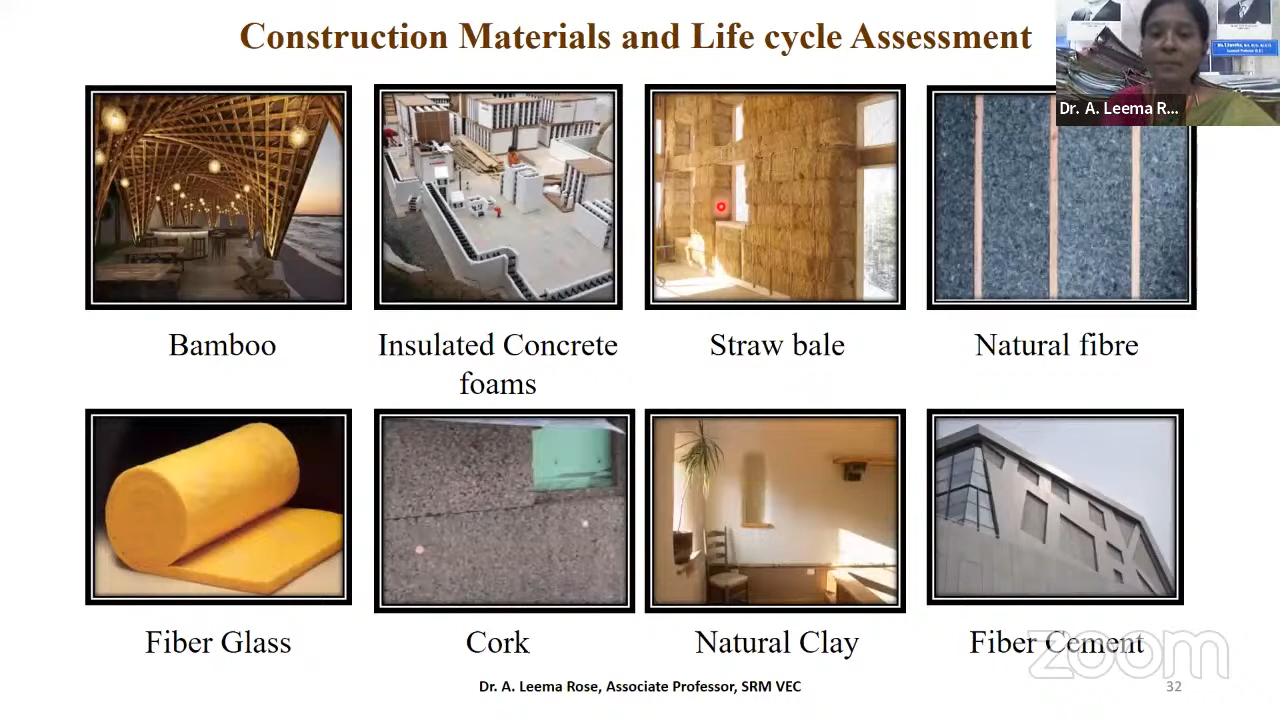 Construction Materials and Life cycle Assessment
Dr. A. Leema R...
Bamboo
Insulated Concrete
foams
Straw bale
Natural fibre
Fiber Glass
Cork
Natural Clay
Fiber Cement
zoom
Dr. A. Leema Rose, Associate Professor, SRM VEC
32